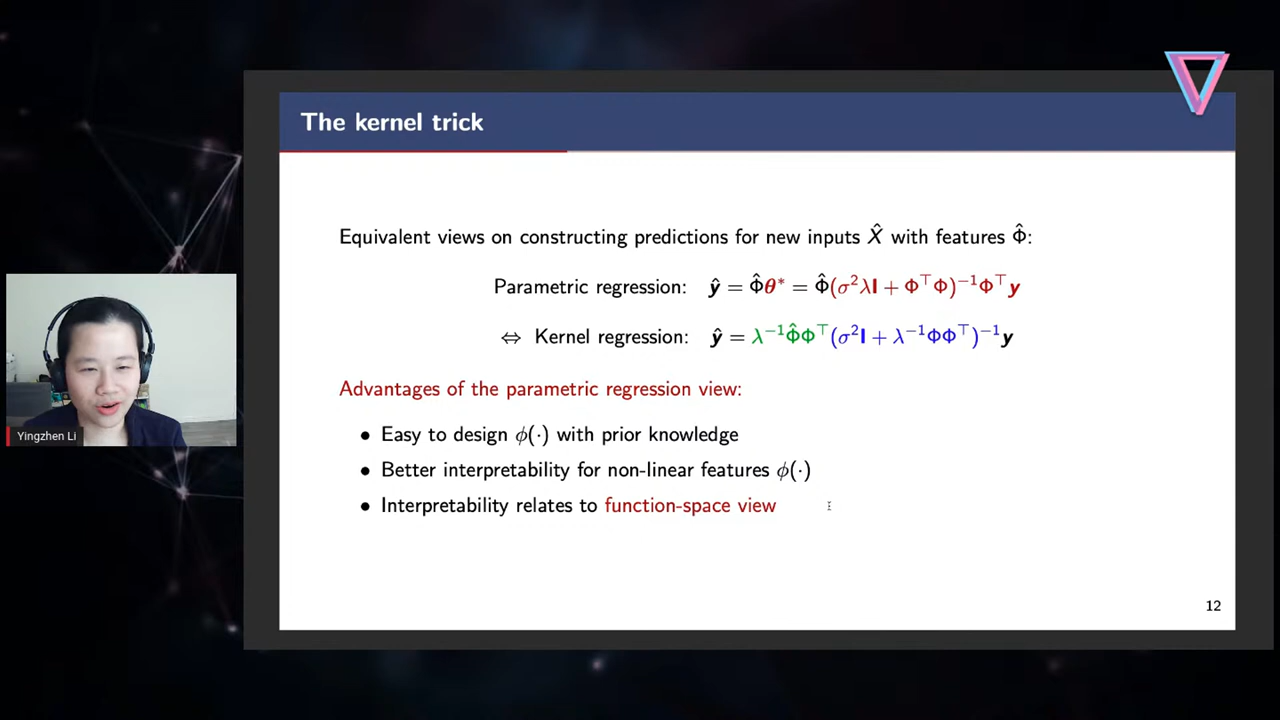 The kernel trick
Equivalent views on constructing predictions for new inputs X̂ with features Φ̂:
Parametric regression: ŷ = Φ̂θ* = Φ̂(σ²λI + Φ⊤Φ)⁻¹Φ⊤y
⇔ Kernel regression: ŷ = λ⁻¹Φ̂Φ⊤(σ²I + λ⁻¹ΦΦ⊤)⁻¹y
Advantages of the parametric regression view:
• Easy to design ϕ(·) with prior knowledge
• Better interpretability for non-linear features ϕ(·)
• Interpretability relates to function-space view
12
Yingzhen Li